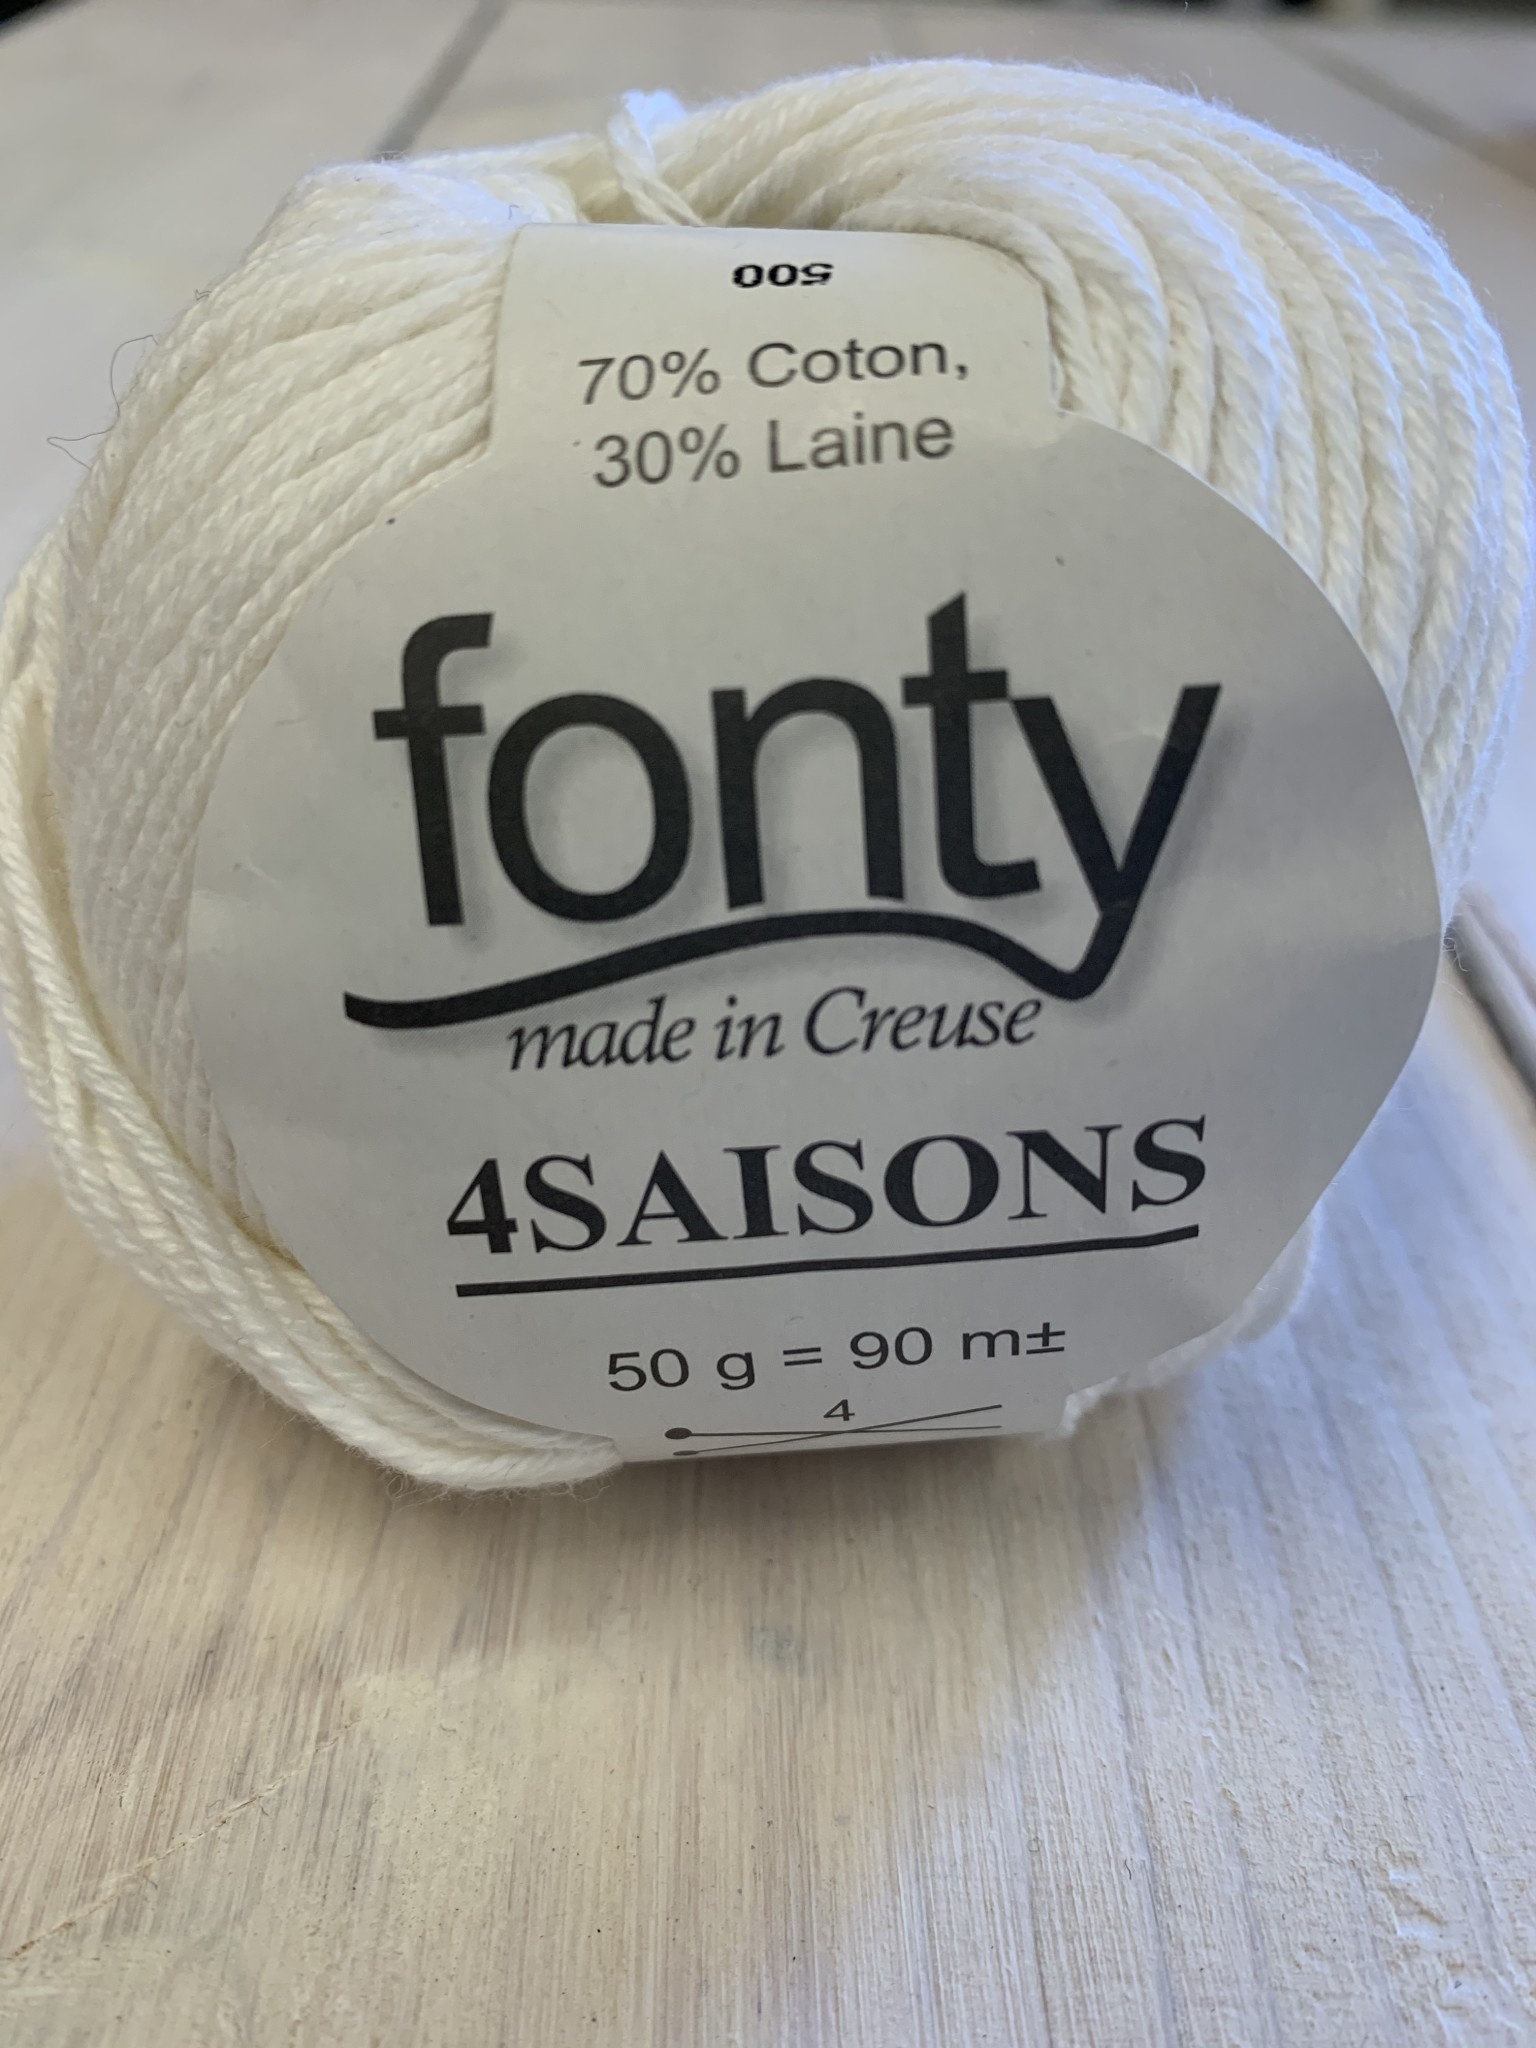 500
70% Coton,
30% Laine
fonty
made in Creuse
4SAISONS
50 g = 90 m±
4